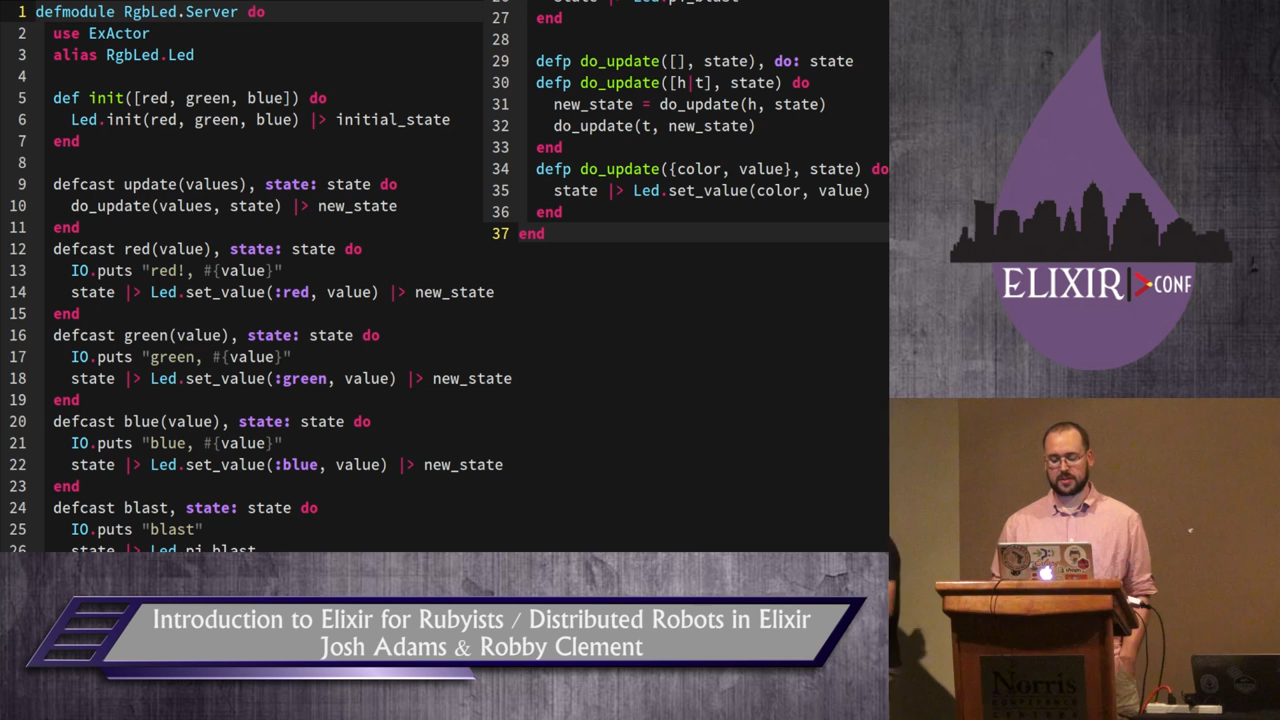 1 defmodule RgbLed.Server do
2 use ExActor
3 alias RgbLed.Led
4
5 def init([red, green, blue]) do
6 Led.init(red, green, blue) |> initial_state
7 end
8
9 defcast update(values), state: state do
10 do_update(values, state) |> new_state
11 end
12 defcast red(value), state: state do
13 IO.puts "red!, #{value}"
14 state |> Led.set_value(:red, value) |> new_state
15 end
16 defcast green(value), state: state do
17 IO.puts "green, #{value}"
18 state |> Led.set_value(:green, value) |> new_state
19 end
20 defcast blue(value), state: state do
21 IO.puts "blue, #{value}"
22 state |> Led.set_value(:blue, value) |> new_state
23 end
24 defcast blast, state: state do
25 IO.puts "blast"
26 state |> Led.pi_blast
26 state |> Led.pi_blast
27 end
28
29 defp do_update([], state), do: state
30 defp do_update([h|t], state) do
31 new_state = do_update(h, state)
32 do_update(t, new_state)
33 end
34 defp do_update({color, value}, state) do
35 state |> Led.set_value(color, value)
36 end
37 end
ELIXIR|>CONF
Introduction to Elixir for Rubyists / Distributed Robots in Elixir
Josh Adams & Robby Clement
Norris